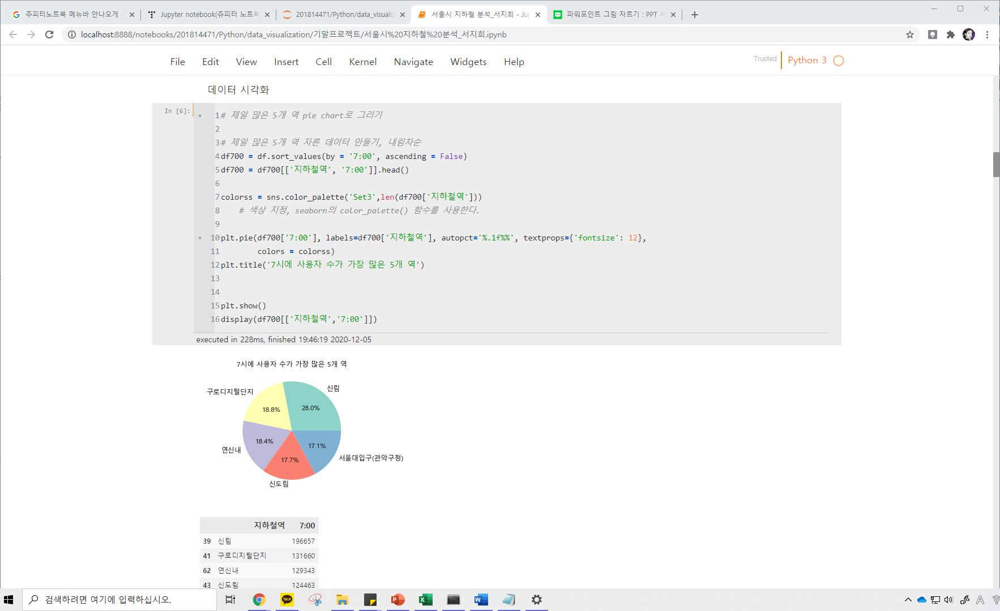 주피터노트북 메뉴바 안나오게 -
Jupyter notebook(쥬피터 노트북
201814471/Python/data_visualiz
서울시 지하철 분석_서지희 - Jup
파워포인트 그림 자르기 : PPT 사
localhost:8888/notebooks/201814471/Python/data_visualization/기말프로젝트/서울시%20지하철%20분석_서지희.ipynb
File Edit View Insert Cell Kernel Navigate Widgets Help
Trusted Python 3
데이터 시각화
In [6]:
1 # 제일 많은 5개 역 pie chart로 그리기
2
3 # 제일 많은 5개 역 자른 데이터 만들기, 내림차순
4 df700 = df.sort_values(by = '7:00', ascending = False)
5 df700 = df700[['지하철역', '7:00']].head()
6
7 colorss = sns.color_palette('Set3',len(df700['지하철역']))
8     # 색상 지정, seaborn의 color_palette() 함수를 사용한다.
9
10 plt.pie(df700['7:00'], labels=df700['지하철역'], autopct='%.1f%%', textprops={'fontsize': 12},
11         colors = colorss)
12 plt.title('7시에 사용자 수가 가장 많은 5개 역')
13
14
15 plt.show()
16 display(df700[['지하철역','7:00']])
executed in 228ms, finished 19:46:19 2020-12-05
7시에 사용자 수가 가장 많은 5개 역
신림
구로디지털단지
28.0%
18.8%
18.4%
17.1%
연신내
서울대입구(관악구청)
17.7%
신도림
지하철역 7:00
39 신림 196657
41 구로디지털단지 131660
62 연신내 129343
43 신도림 124463
검색하려면 여기에 입력하십시오.
TALK